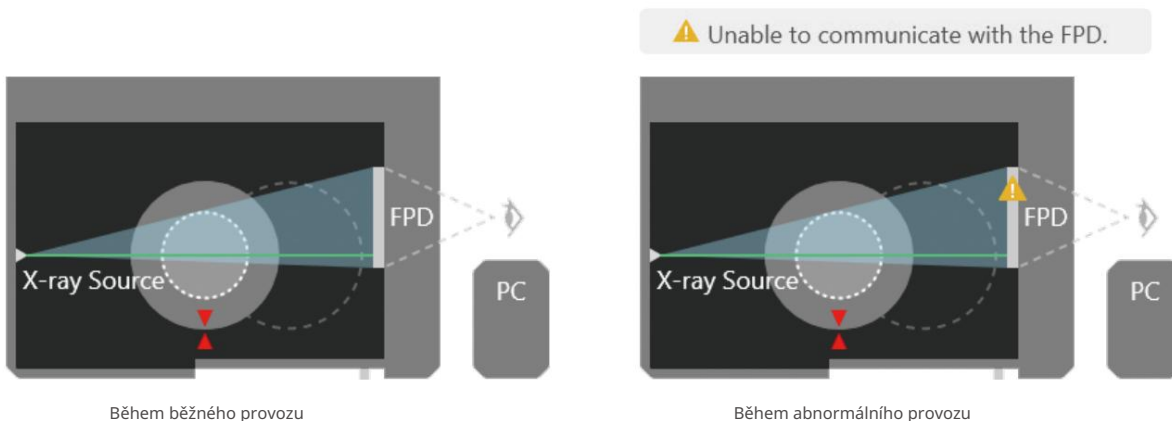 Unable to communicate with the FPD.
FPD
X-ray Source
PC
FPD
X-ray Source
PC
Během běžného provozu
Během abnormálního provozu